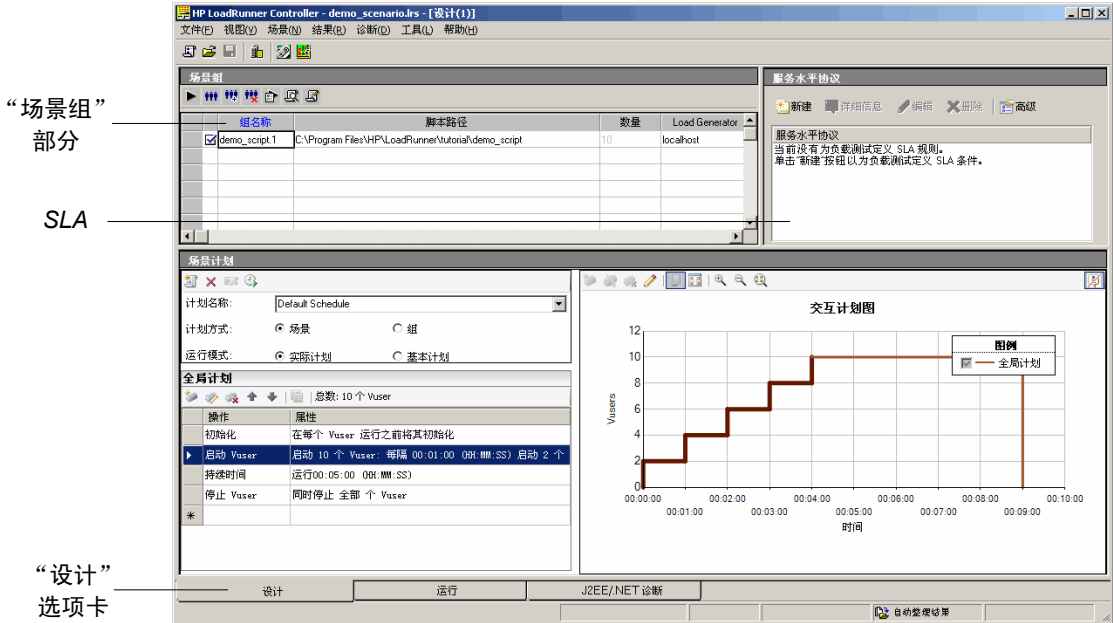 HP LoadRunner Controller - demo_scenario.lrs - [设计(1)]
文件(F) 视图(V) 场景(N) 结果(R) 诊断(D) 工具(L) 帮助(H)
场景组
服务水平协议
“场景组”
部分
新建 详细信息 编辑 删除 高级
组名称 脚本路径 数量 Load Generator
demo_script.1 C:\Program Files\HP\LoadRunner\tutorial\demo_script 10 localhost
服务水平协议
当前没有为负载测试定义 SLA 规则。
单击“新建”按钮以为负载测试定义 SLA 条件。
SLA
场景计划
计划名称: Default Schedule
计划方式: 场景 组
运行模式: 实际计划 基本计划
全局计划
总数: 10 个 Vuser
操作 属性
初始化 在每个 Vuser 运行之前将其初始化
启动 Vuser 启动 10 个 Vuser: 每隔 00:01:00 (HH:MM:SS) 启动 2 个
持续时间 运行00:05:00 (HH:MM:SS)
停止 Vuser 同时停止 全部 个 Vuser
交互计划图
图例
全局计划
Vusers
12
10
8
6
4
2
0
00:00:00 00:02:00 00:04:00 00:06:00 00:08:00 00:10:00
00:01:00 00:03:00 00:05:00 00:07:00 00:09:00
时间
“设计”
选项卡
设计 运行 J2EE/.NET 诊断
自动整理结果